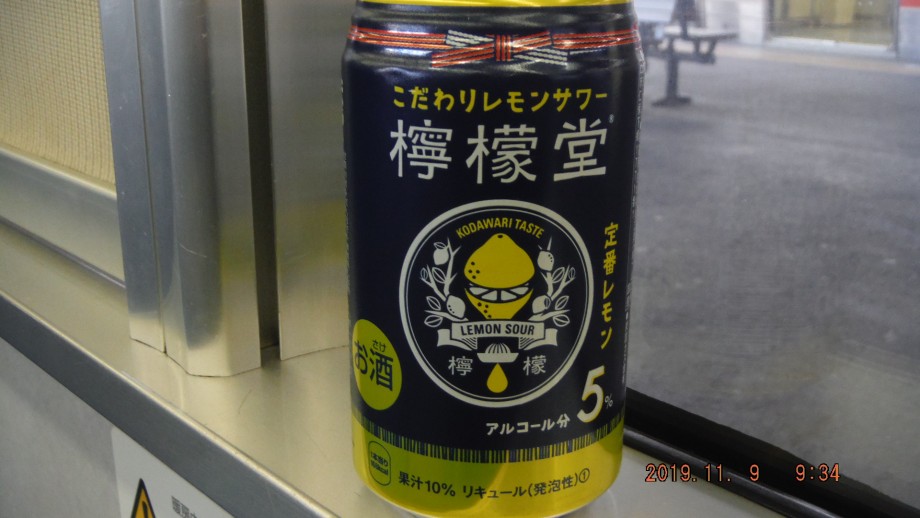 こだわりレモンサワー
檸檬堂
KODAWARI TASTE
LEMON SOUR
檸檬
定番レモン
さけ
お酒
アルコール分 5%
果汁10% リキュール(発泡性)①
2019.11. 9 9:34